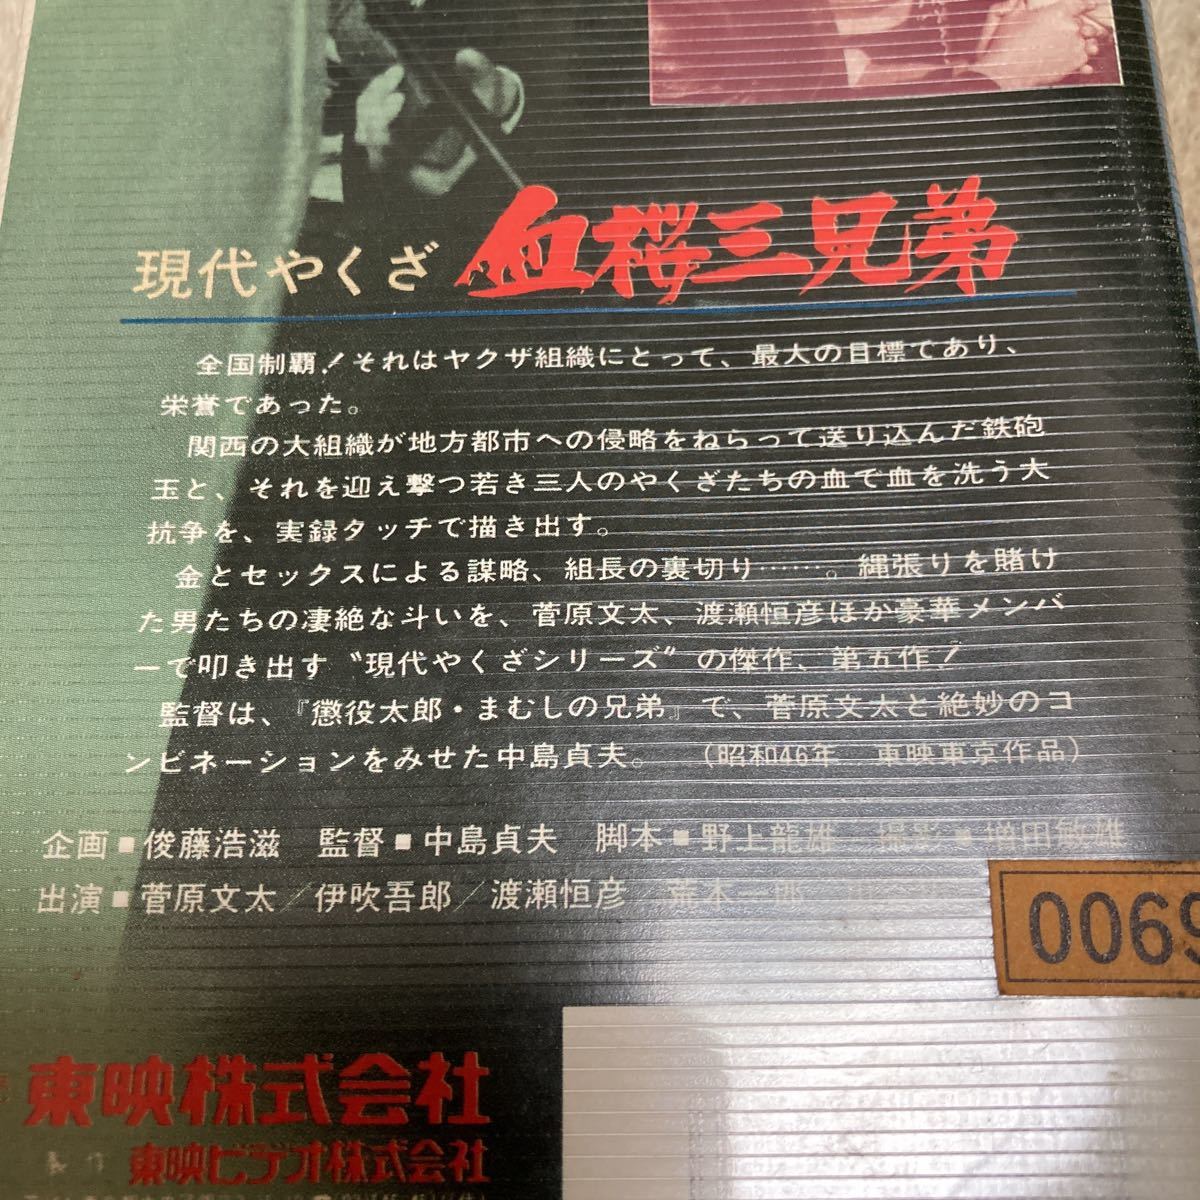 現代やくざ 血桜三兄弟
全国制覇！それはヤクザ組織にとって、最大の目標であり、
栄誉であった。
関西の大組織が地方都市への侵略をねらって送り込んだ鉄砲
玉と、それを迎え撃つ若き三人のやくざたちの血で血を洗う大
抗争を、実録タッチで描き出す。
金とセックスによる謀略、組長の裏切り……。縄張りを賭け
た男たちの凄絶な斗いを、菅原文太、渡瀬恒彦ほか豪華メンバ
ーで叩き出す〝現代やくざシリーズ〟の傑作、第五作！
監督は、『懲役太郎・まむしの兄弟』で、菅原文太と絶妙のコ
ンビネーションをみせた中島貞夫。（昭和46年 東映東京作品）
企画■俊藤浩滋 監督■中島貞夫 脚本■野上龍雄 撮影■増田敏雄
出演■菅原文太／伊吹吾郎／渡瀬恒彦 荒木一郎
0069
東映株式会社
東映ビデオ株式会社